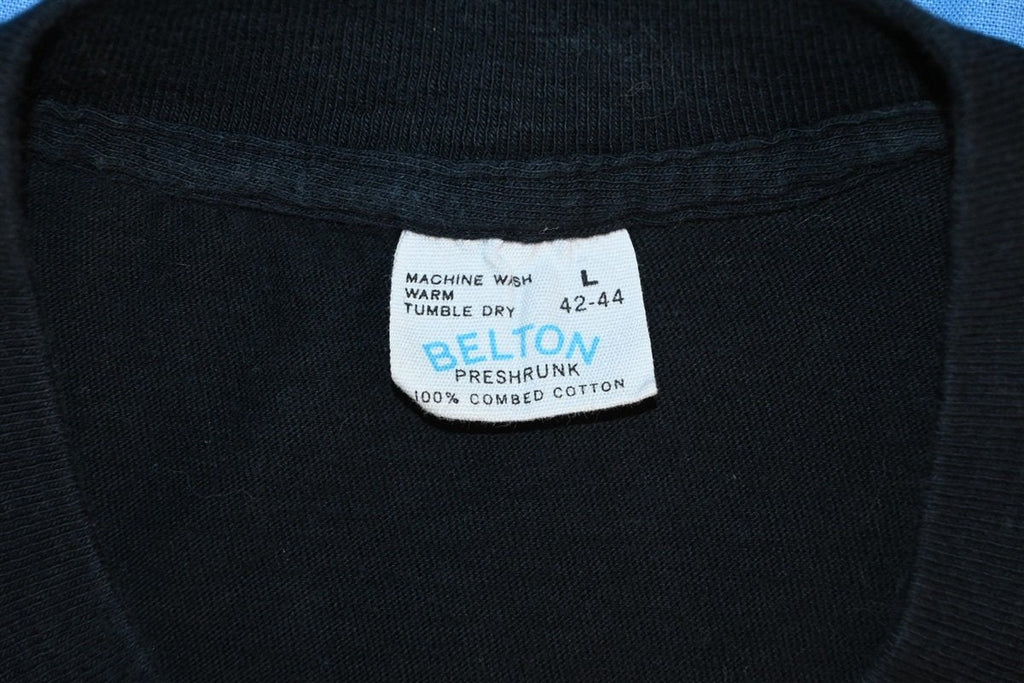 MACHINE WASH
WARM
TUMBLE DRY
L
42-44
BELTON
PRESHRUNK
100% COMBED COTTON